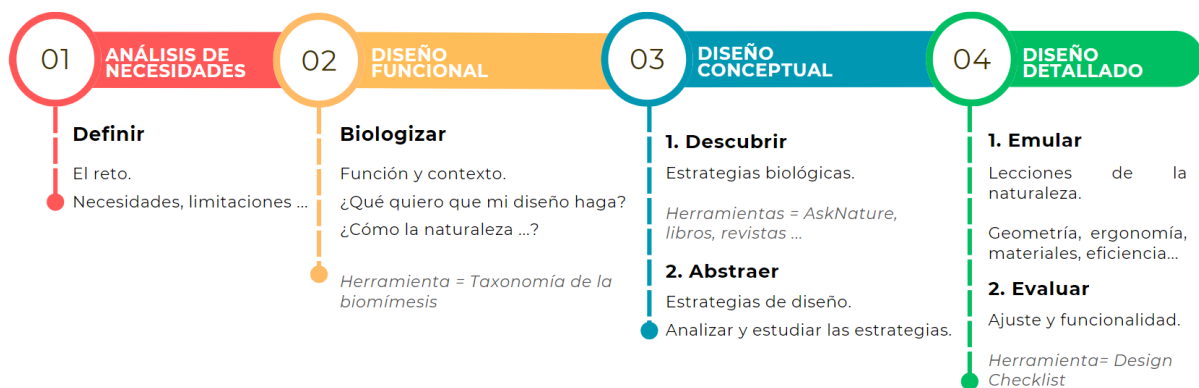 01
ANÁLISIS DE
NECESIDADES
Definir
El reto.
Necesidades, limitaciones ...
02
DISEÑO
FUNCIONAL
Biologizar
Función y contexto.
¿Qué quiero que mi diseño haga?
¿Cómo la naturaleza ...?
Herramienta = Taxonomía de la
biomímesis
03
DISEÑO
CONCEPTUAL
1. Descubrir
Estrategias biológicas.
Herramientas = AskNature,
libros, revistas ...
2. Abstraer
Estrategias de diseño.
Analizar y estudiar las estrategias.
04
DISEÑO
DETALLADO
1. Emular
Lecciones de la
naturaleza.
Geometría, ergonomía,
materiales, eficiencia...
2. Evaluar
Ajuste y funcionalidad.
Herramienta= Design
Checklist